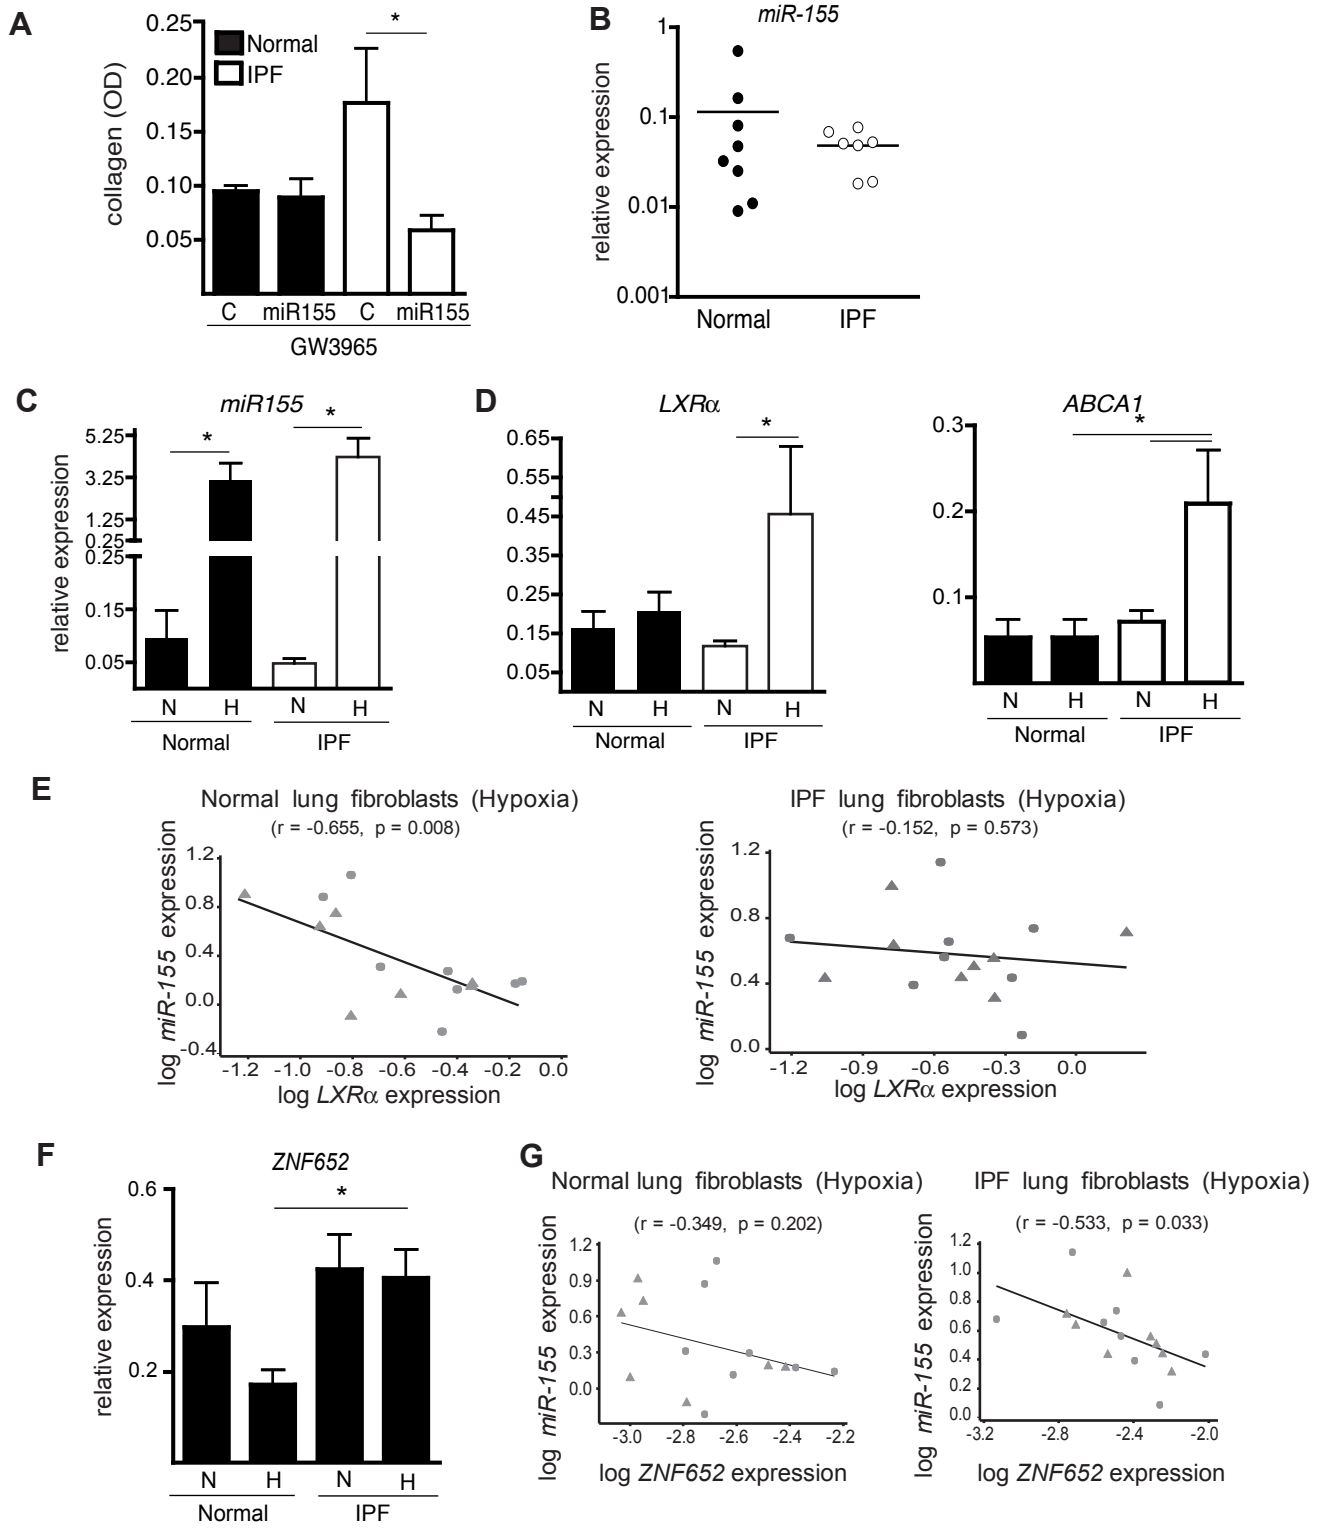 A
0.25
0.20
0.15
0.10
0.05
collagen (OD)
Normal
IPF
*
C
miR155
C
miR155
GW3965
B
miR-155
1
0.1
0.01
0.001
relative expression
Normal
IPF
C
miR155
*
*
5.25
3.25
1.25
0.25
0.25
0.15
0.05
relative expression
N
H
N
H
Normal
IPF
D
LXRα
*
0.65
0.55
0.45
0.35
0.25
0.15
0.05
N
H
N
H
Normal
IPF
ABCA1
*
0.3
0.2
0.1
N
H
N
H
Normal
IPF
E
Normal lung fibroblasts (Hypoxia)
(r = -0.655, p = 0.008)
log miR-155 expression
1.2
0.8
0.4
0.0
-0.4
-1.2
-1.0
-0.8
-0.6
-0.4
-0.2
0.0
log LXRα expression
IPF lung fibroblasts (Hypoxia)
(r = -0.152, p = 0.573)
log miR-155 expression
1.2
0.8
0.4
0.0
-1.2
-0.9
-0.6
-0.3
0.0
log LXRα expression
F
ZNF652
*
0.6
0.4
0.2
relative expression
N
H
N
H
Normal
IPF
G
Normal lung fibroblasts (Hypoxia)
(r = -0.349, p = 0.202)
log miR-155 expression
1.2
0.9
0.6
0.3
0.0
-3.0
-2.8
-2.6
-2.4
-2.2
log ZNF652 expression
IPF lung fibroblasts (Hypoxia)
(r = -0.533, p = 0.033)
log miR-155 expression
1.2
1.0
0.8
0.6
0.4
0.2
0.0
-3.2
-2.8
-2.4
-2.0
log ZNF652 expression